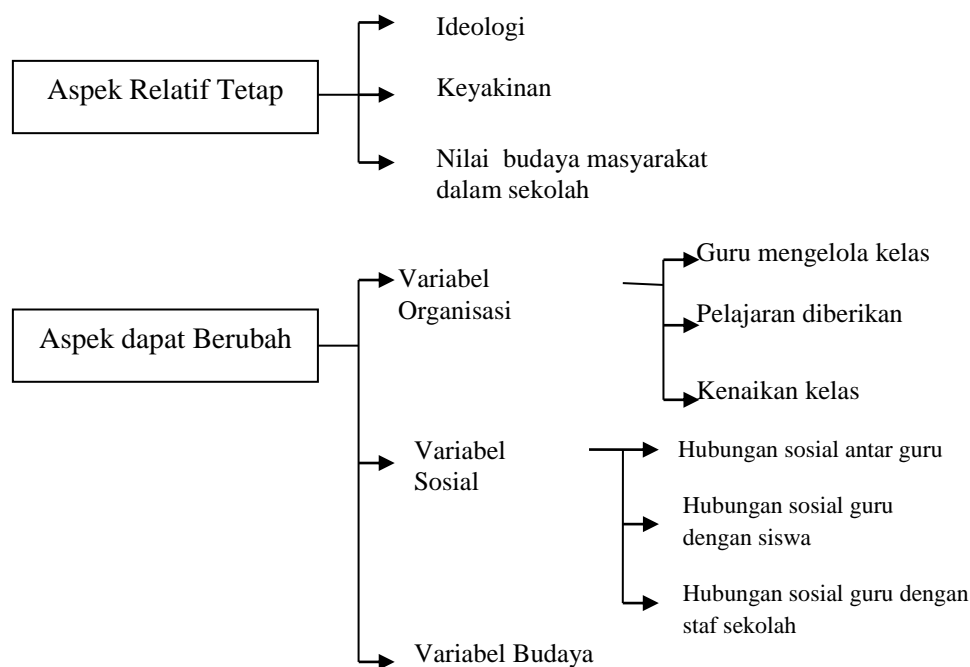 Aspek Relatif Tetap
Ideologi
Keyakinan
Nilai budaya masyarakat
dalam sekolah
Aspek dapat Berubah
Variabel
Organisasi
Guru mengelola kelas
Pelajaran diberikan
Kenaikan kelas
Variabel
Sosial
Hubungan sosial antar guru
Hubungan sosial guru
dengan siswa
Hubungan sosial guru dengan
staf sekolah
Variabel Budaya